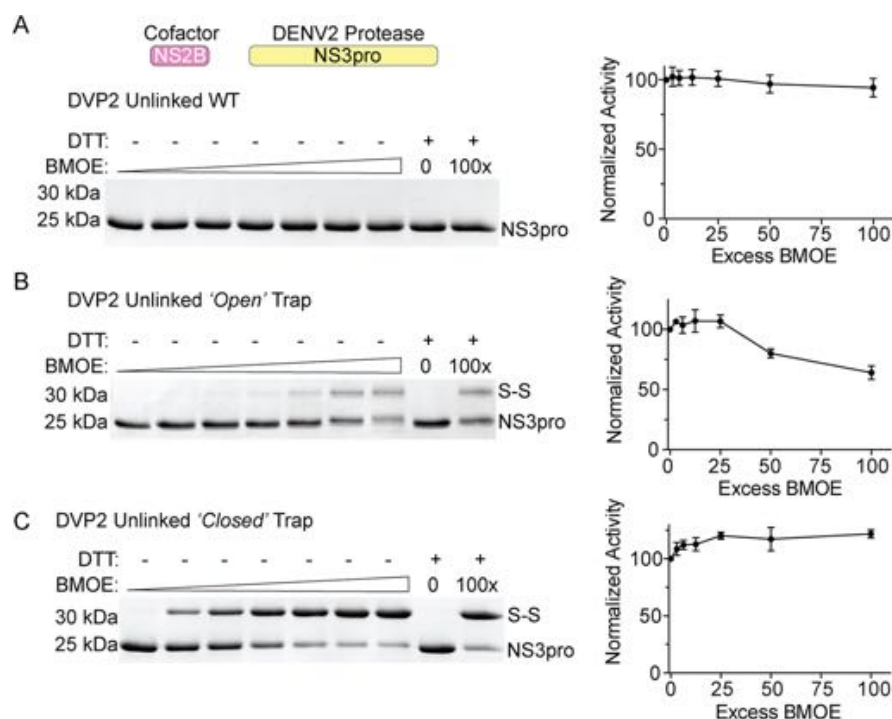 A
Cofactor DENV2 Protease
NS2B NS3pro
DVP2 Unlinked WT
DTT: - - - - - - - + +
BMOE: 0 100x
30 kDa
25 kDa
NS3pro
Normalized Activity
100
50
0
0 25 50 75 100
Excess BMOE
B
DVP2 Unlinked 'Open' Trap
DTT: - - - - - - - + +
BMOE: 0 100x
30 kDa S-S
25 kDa NS3pro
Normalized Activity
100
50
0
0 25 50 75 100
Excess BMOE
C
DVP2 Unlinked 'Closed' Trap
DTT: - - - - - - - + +
BMOE: 0 100x
30 kDa S-S
25 kDa NS3pro
Normalized Activity
100
50
0
0 25 50 75 100
Excess BMOE